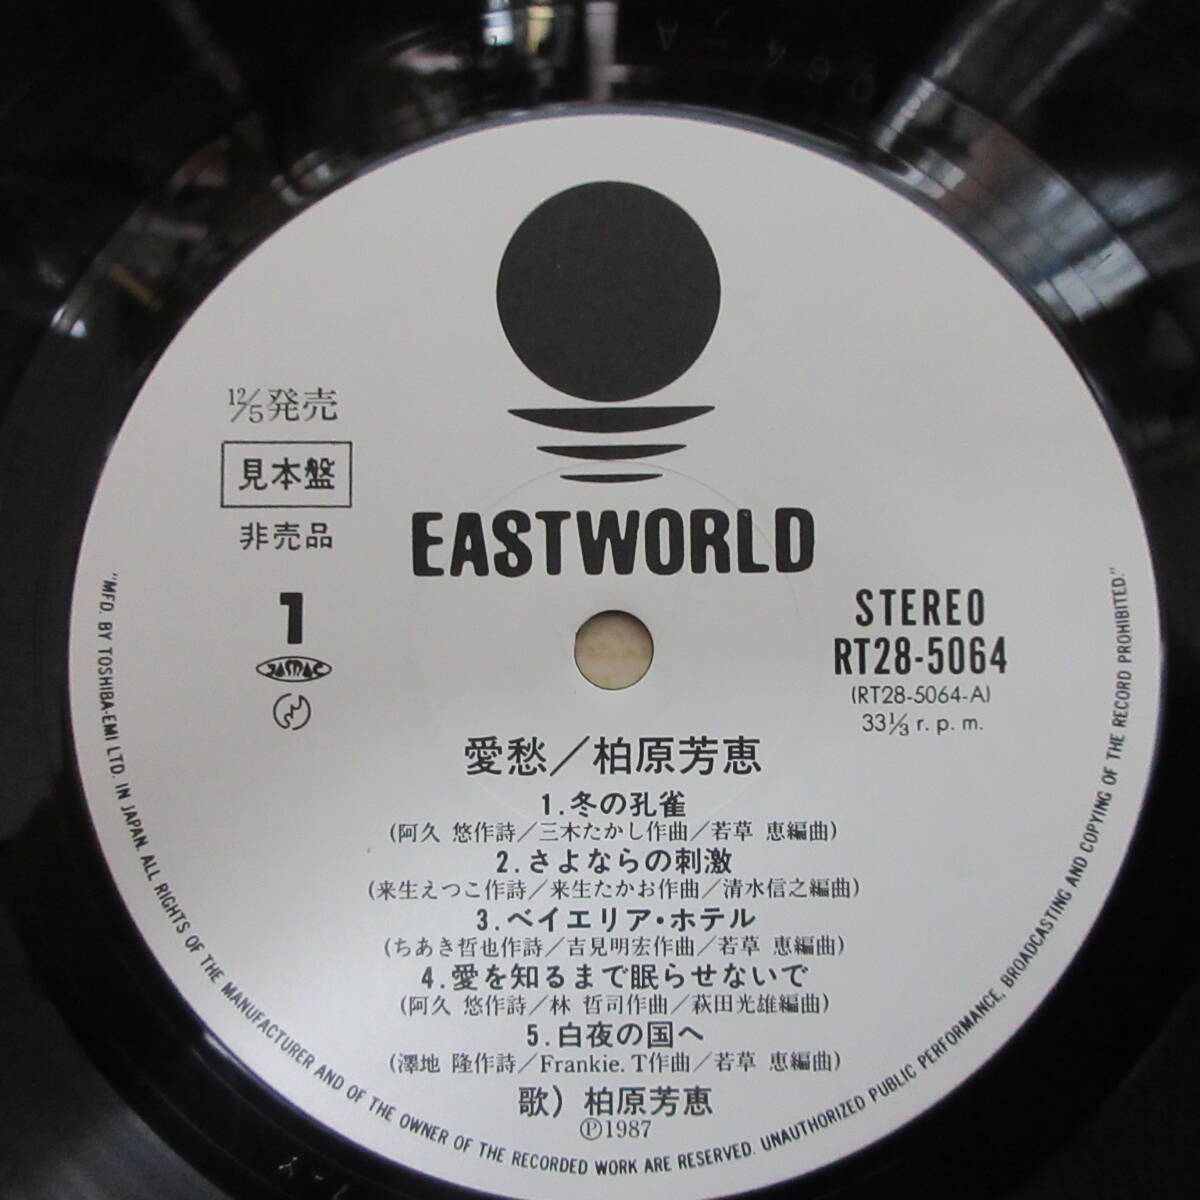 12/5発売
見本盤
非売品
1
JASRAC
EASTWORLD
STEREO
RT28-5064
(RT28-5064-A)
33⅓ r.p.m.
愛愁／柏原芳恵
1.冬の孔雀
(阿久 悠作詩／三木たかし作曲／若草 恵編曲)
2.さよならの刺激
(来生えつこ作詩／来生たかお作曲／清水信之編曲)
3.ベイエリア・ホテル
(ちあき哲也作詩／吉見明宏作曲／若草 恵編曲)
4.愛を知るまで眠らせないで
(阿久 悠作詩／林 哲司作曲／萩田光雄編曲)
5.白夜の国へ
(澤地 隆作詩／Frankie. T作曲／若草 恵編曲)
歌）柏原芳恵
Ⓟ1987
"MFD. BY TOSHIBA-EMI LTD. IN JAPAN. ALL RIGHTS OF THE MANUFACTURER AND OF THE OWNER OF THE RECORDED WORK ARE RESERVED. UNAUTHORIZED PUBLIC PERFORMANCE, BROADCASTING AND COPYING OF THE RECORD PROHIBITED."